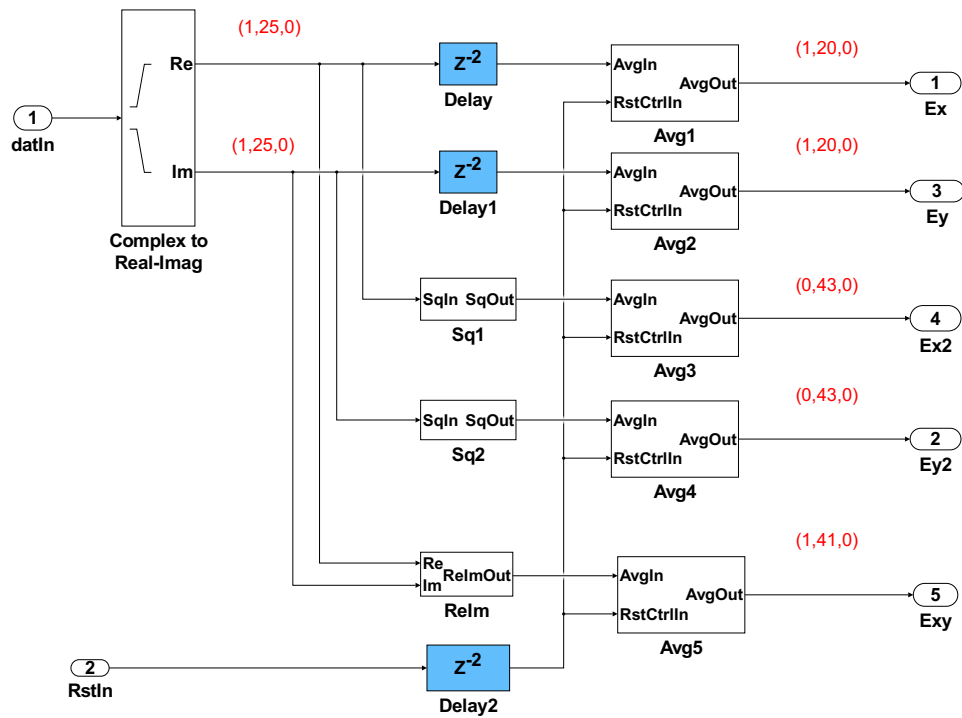 (1,25,0)
(1,20,0)
Re
Z-2
AvgIn
AvgOut
1
RstCtrlIn
Delay
Ex
Avg1
1
datIn
(1,25,0)
(1,20,0)
Im
Z-2
AvgIn
AvgOut
3
RstCtrlIn
Delay1
Ey
Avg2
Complex to
Real-Imag
(0,43,0)
SqIn SqOut
AvgIn
AvgOut
4
RstCtrlIn
Sq1
Ex2
Avg3
(0,43,0)
SqIn SqOut
AvgIn
AvgOut
2
RstCtrlIn
Sq2
Ey2
Avg4
(1,41,0)
Re
ReImOut
Im
AvgIn
AvgOut
5
RstCtrlIn
ReIm
Exy
Avg5
2
RstIn
Z-2
Delay2